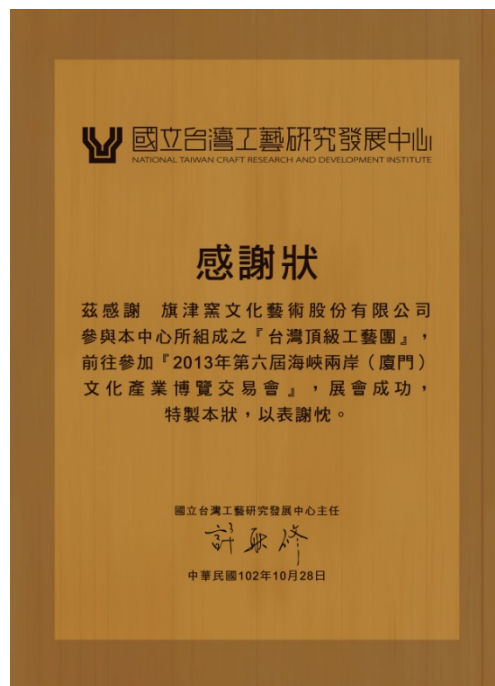 國立台灣工藝研究發展中心
NATIONAL TAIWAN CRAFT RESEARCH AND DEVELOPMENT INSTITUTE
感謝狀
茲感謝 旗津窯文化藝術股份有限公司
參與本中心所組成之『台灣頂級工藝團』，
前往參加『2013年第六屆海峽兩岸（廈門）
文化產業博覽交易會』，展會成功，
特製本狀，以表謝忱。
國立台灣工藝研究發展中心主任
許耿修
中華民國102年10月28日